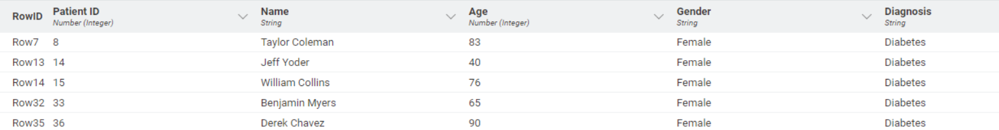 RowID Patient ID Name Age Gender Diagnosis
Number (Integer) String Number (Integer) String String
Row7 8 Taylor Coleman 83 Female Diabetes
Row13 14 Jeff Yoder 40 Female Diabetes
Row14 15 William Collins 76 Female Diabetes
Row32 33 Benjamin Myers 65 Female Diabetes
Row35 36 Derek Chavez 90 Female Diabetes